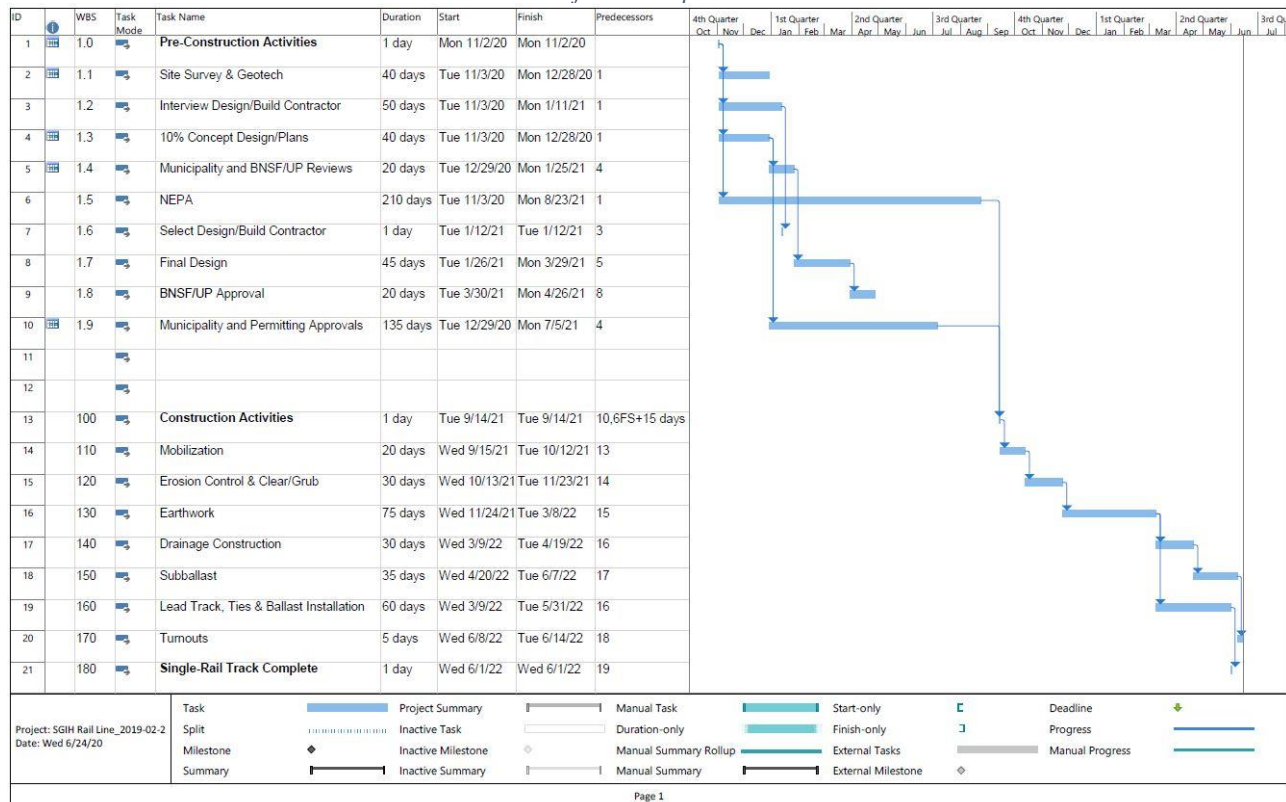 ID WBS Task Mode Task Name Duration Start Finish Predecessors 4th Quarter 1st Quarter 2nd Quarter 3rd Quarter 4th Quarter 1st Quarter 2nd Quarter
Oct Nov Dec Jan Feb Mar Apr May Jun Jul Aug Sep Oct Nov Dec Jan Feb Mar Apr May Jun Jul
1 1.0 Pre-Construction Activities 1 day Mon 11/2/20 Mon 11/2/20
2 1.1 Site Survey & Geotech 40 days Tue 11/3/20 Mon 12/28/20 1
3 1.2 Interview Design/Build Contractor 50 days Tue 11/3/20 Mon 1/11/21 1
4 1.3 10% Concept Design/Plans 40 days Tue 11/3/20 Mon 12/28/20 1
5 1.4 Municipality and BNSF/UP Reviews 20 days Tue 12/29/20 Mon 1/25/21 4
6 1.5 NEPA 210 days Tue 11/3/20 Mon 8/23/21 1
7 1.6 Select Design/Build Contractor 1 day Tue 1/12/21 Tue 1/12/21 3
8 1.7 Final Design 45 days Tue 1/26/21 Mon 3/29/21 5
9 1.8 BNSF/UP Approval 20 days Tue 3/30/21 Mon 4/26/21 8
10 1.9 Municipality and Permitting Approvals 135 days Tue 12/29/20 Mon 7/5/21 4
11
12
13 100 Construction Activities 1 day Tue 9/14/21 Tue 9/14/21 10,6FS+15 days
14 110 Mobilization 20 days Wed 9/15/21 Tue 10/12/21 13
15 120 Erosion Control & Clear/Grub 30 days Wed 10/13/21 Tue 11/23/21 14
16 130 Earthwork 75 days Wed 11/24/21 Tue 3/8/22 15
17 140 Drainage Construction 30 days Wed 3/9/22 Tue 4/19/22 16
18 150 Subballast 35 days Wed 4/20/22 Tue 6/7/22 17
19 160 Lead Track, Ties & Ballast Installation 60 days Wed 3/9/22 Tue 5/31/22 16
20 170 Turnouts 5 days Wed 6/8/22 Tue 6/14/22 18
21 180 Single-Rail Track Complete 1 day Wed 6/1/22 Wed 6/1/22 19
Project: SGIH Rail Line_2019-02-2
Date: Wed 6/24/20
Task Project Summary Manual Task Start-only Deadline
Split Inactive Task Duration-only Finish-only Progress
Milestone Inactive Milestone Manual Summary Rollup External Tasks Manual Progress
Summary Inactive Summary Manual Summary External Milestone
Page 1